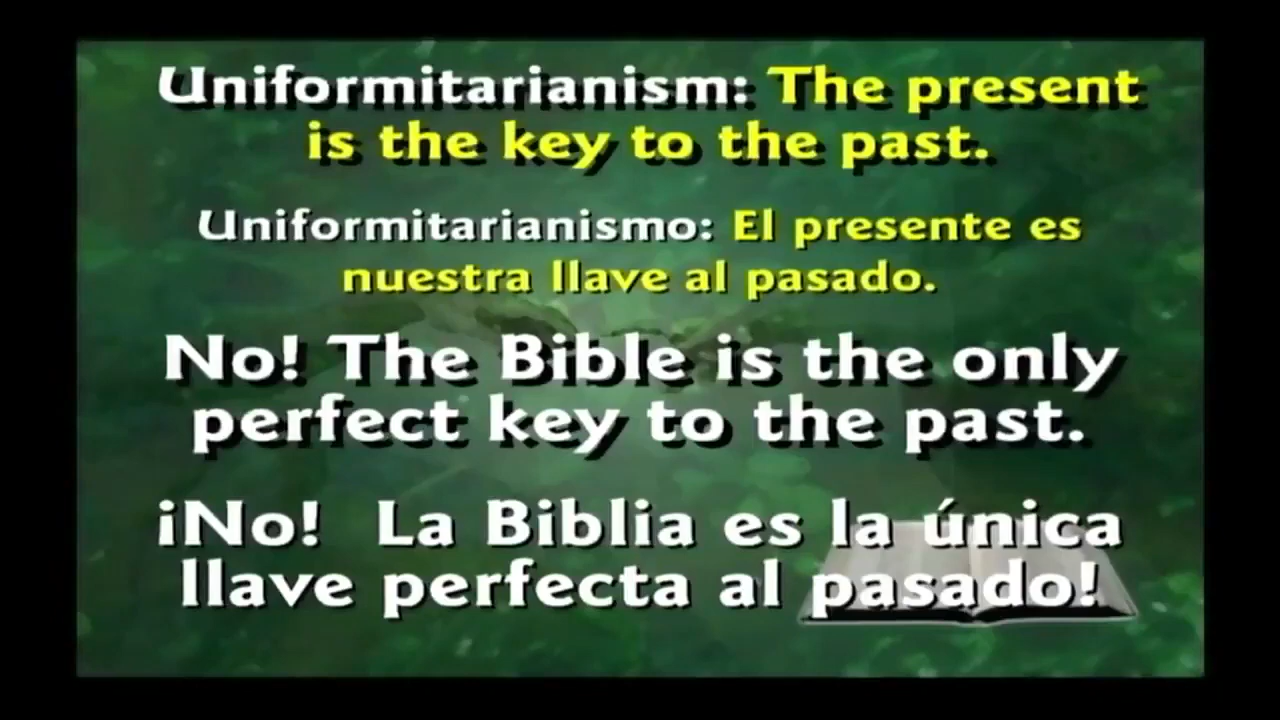 Uniformitarianism: The present
is the key to the past.
Uniformitarianismo: El presente es
nuestra llave al pasado.
No! The Bible is the only
perfect key to the past.
¡No! La Biblia es la única
llave perfecta al pasado!